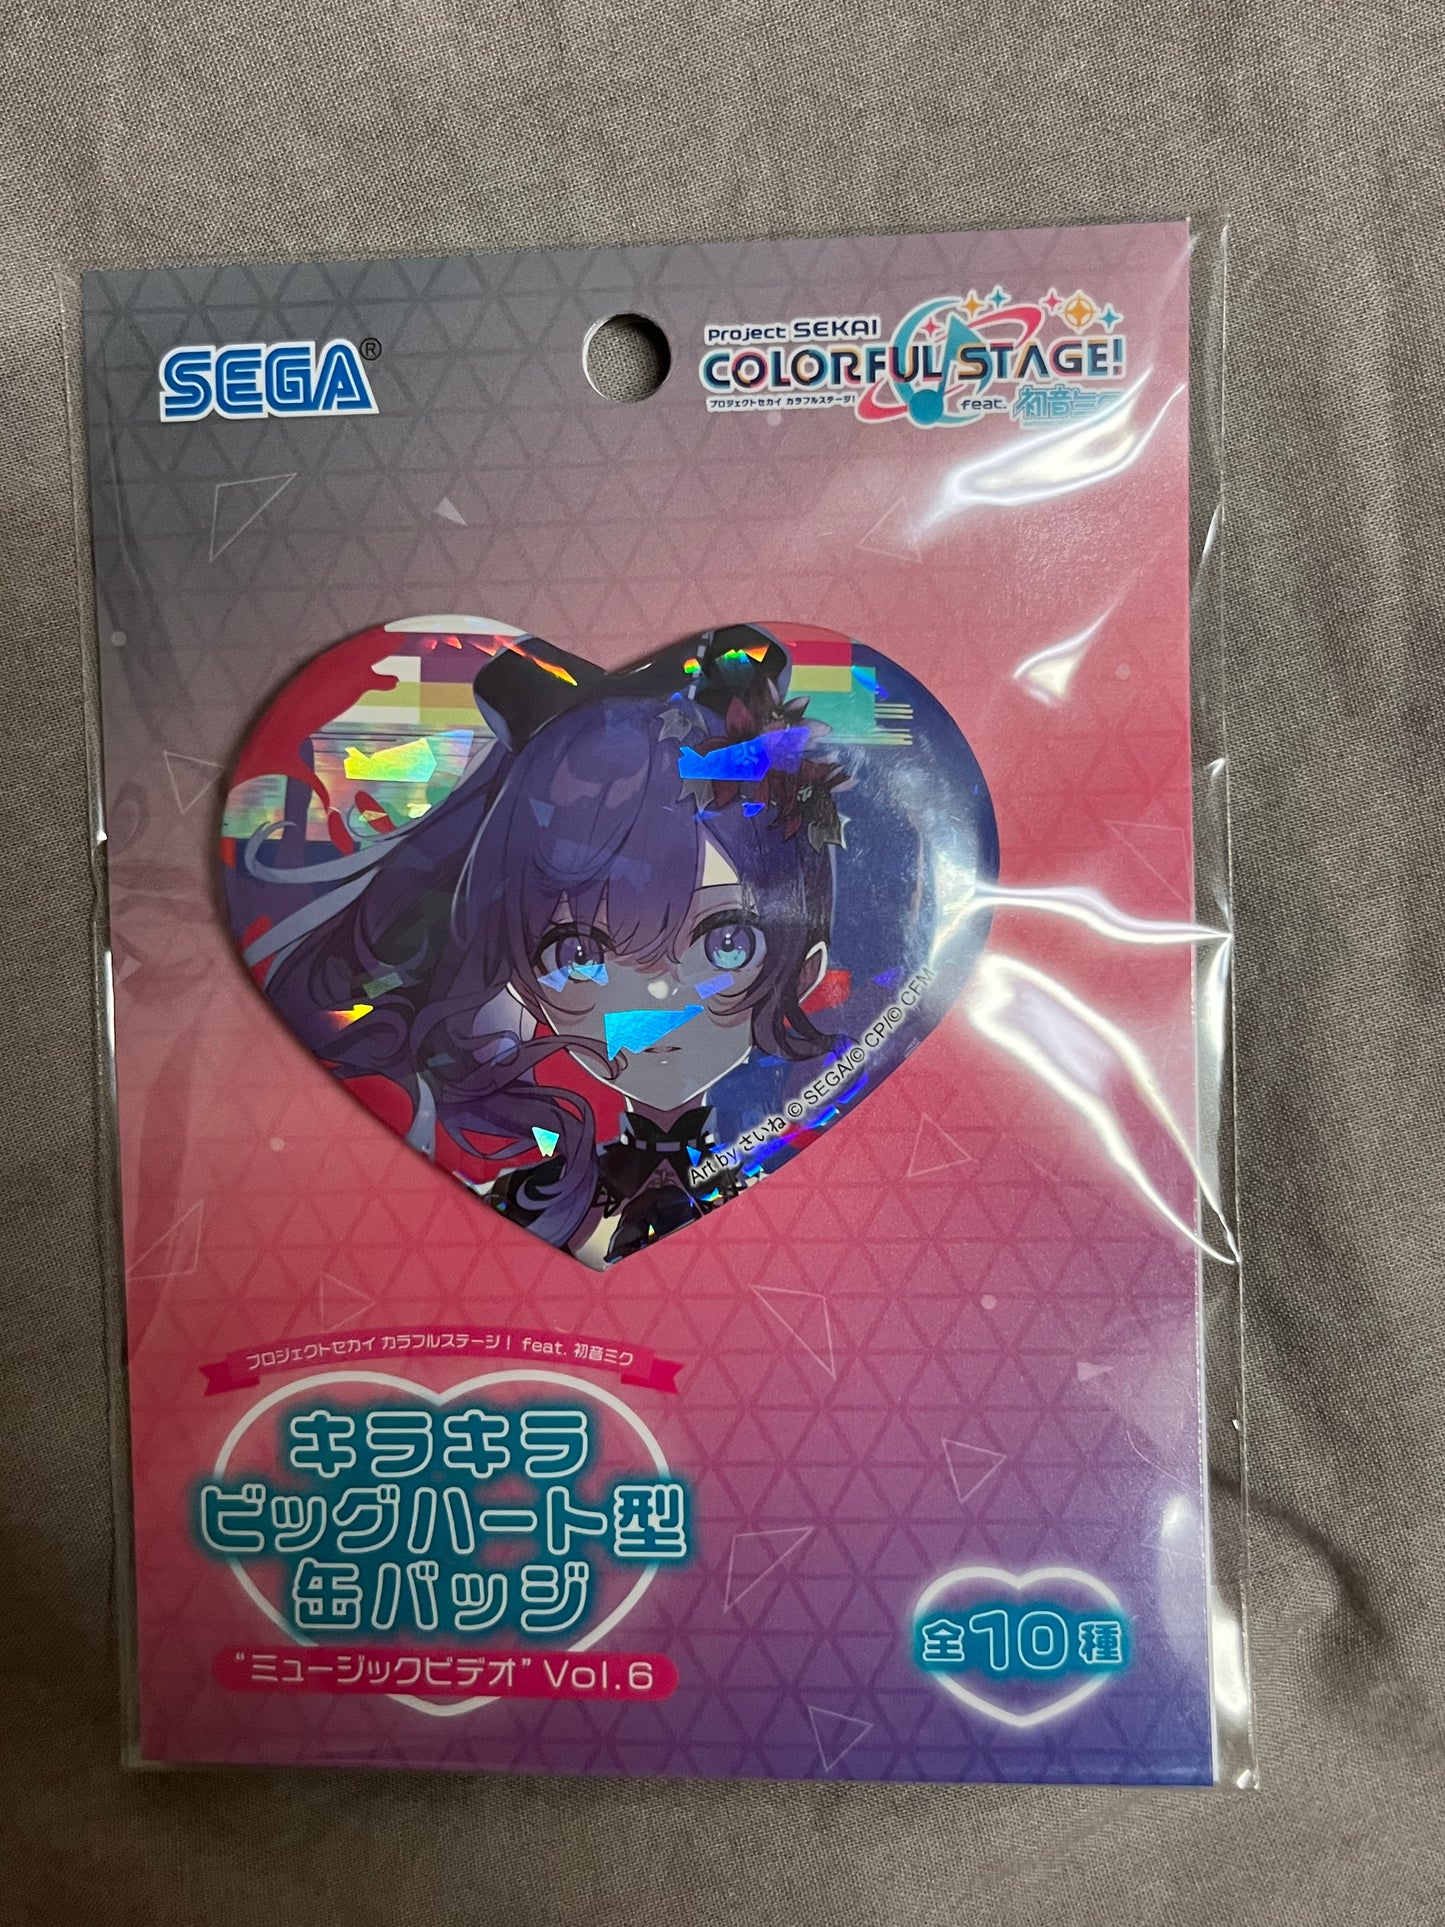 SEGA®
Project SEKAI
COLORFUL STAGE!
プロジェクトセカイ カラフルステージ!
feat. 初音ミク
Art by さいね © SEGA/© CP/© CFM
プロジェクトセカイ カラフルステージ! feat. 初音ミク
キラキラ
ビッグハート型
缶バッジ
“ミュージックビデオ” Vol.6
全10種